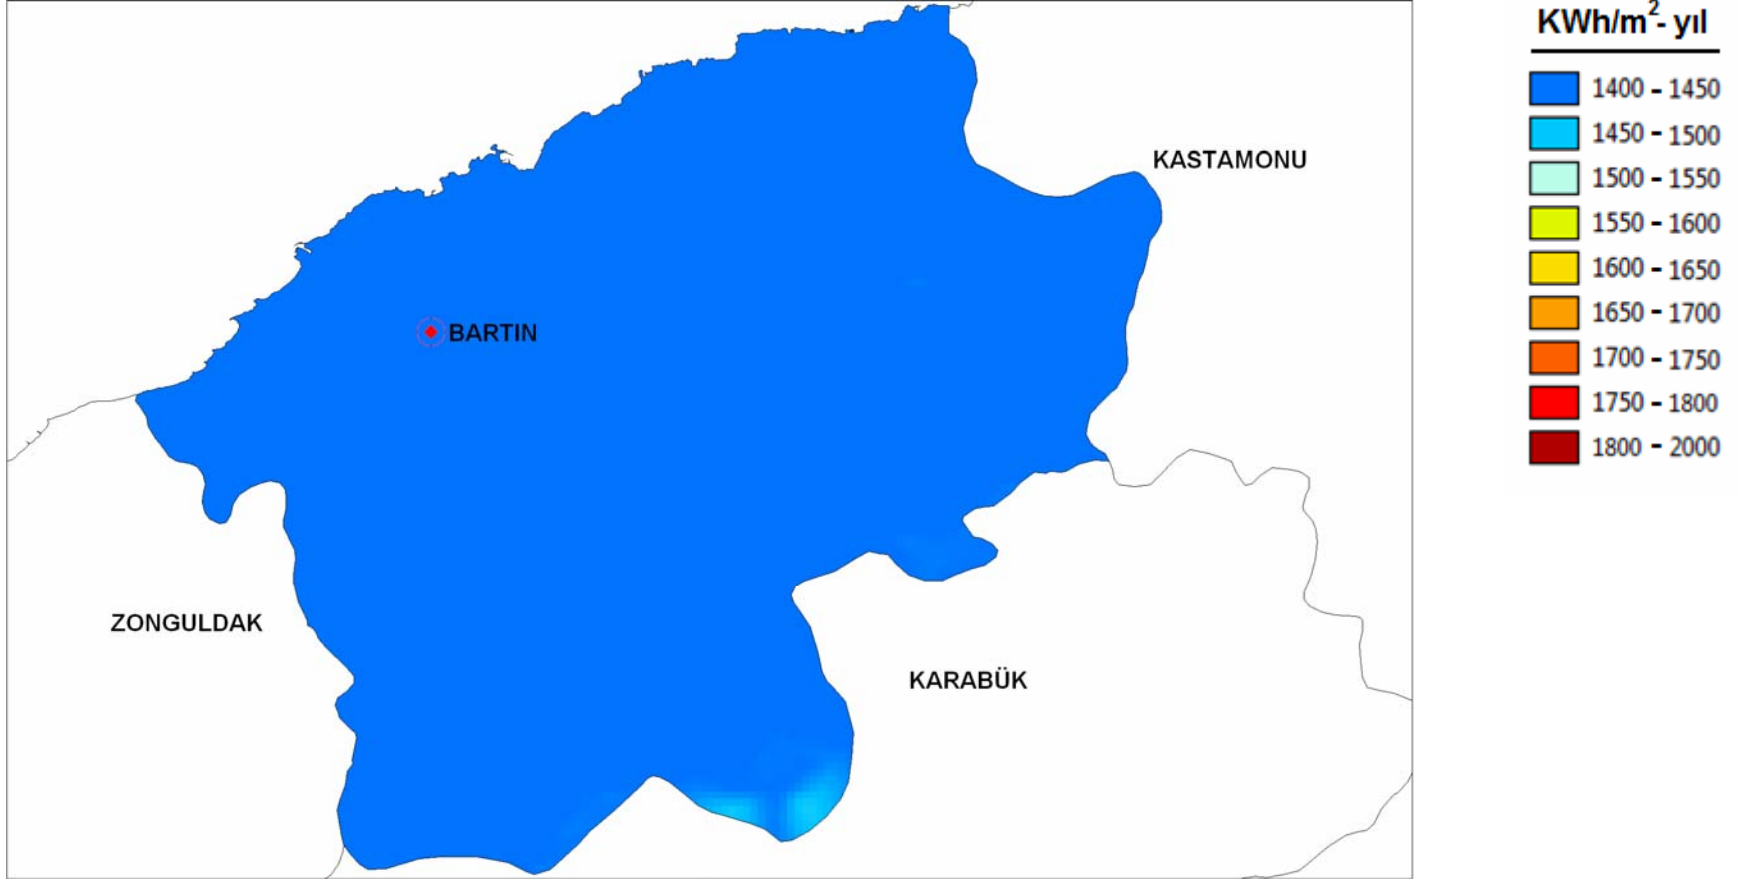 KWh/m²- yıl
1400 - 1450
1450 - 1500
1500 - 1550
1550 - 1600
1600 - 1650
1650 - 1700
1700 - 1750
1750 - 1800
1800 - 2000
KASTAMONU
BARTIN
ZONGULDAK
KARABÜK